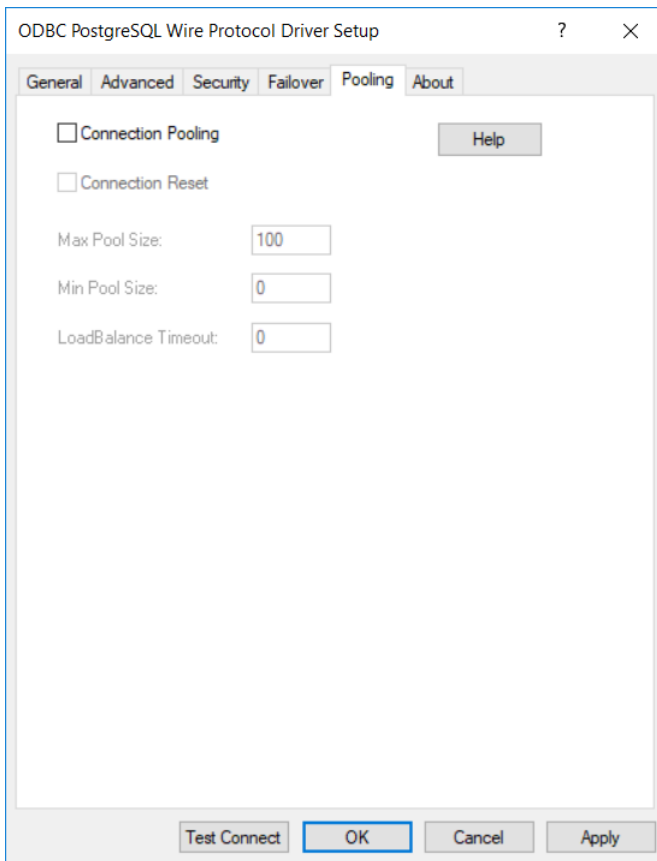 ODBC PostgreSQL Wire Protocol Driver Setup ?
General Advanced Security Failover Pooling About
Connection Pooling Help
Connection Reset
Max Pool Size: 100
Min Pool Size: 0
LoadBalance Timeout: 0
Test Connect OK Cancel Apply